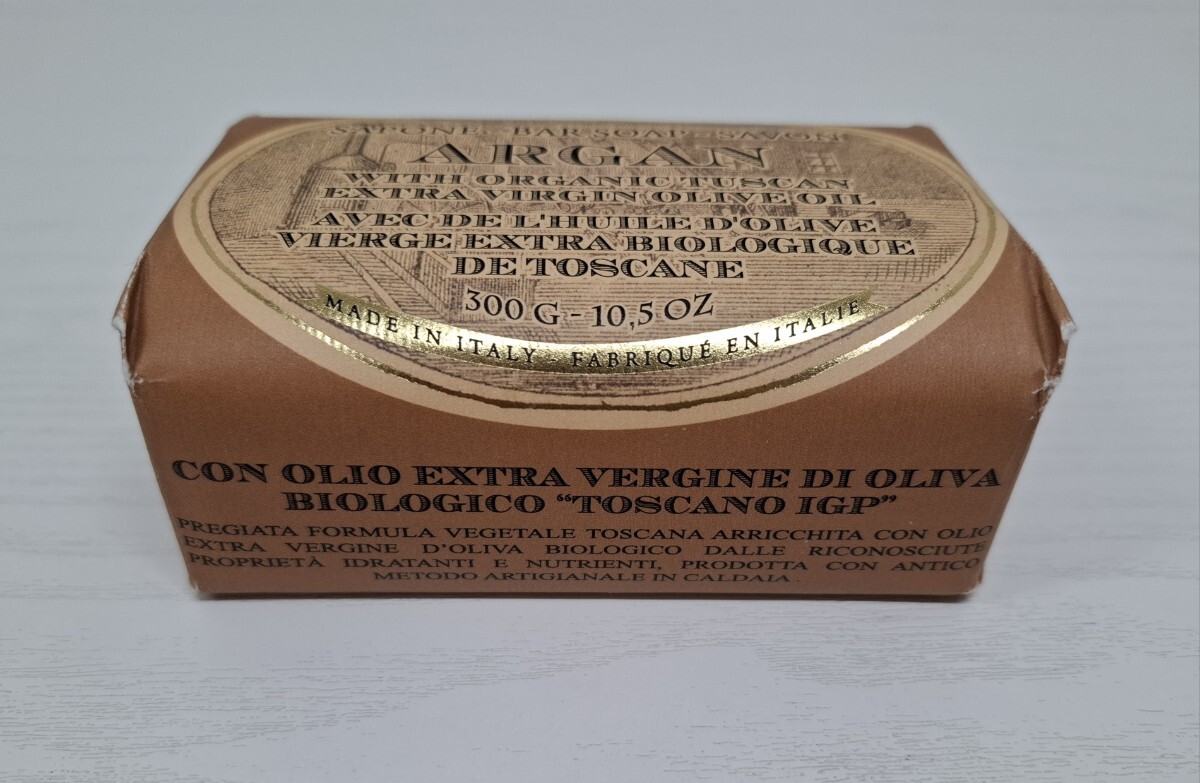 SAPONE - BAR SOAP - SAVON
ARGAN
WITH ORGANIC TUSCAN
EXTRA VIRGIN OLIVE OIL
AVEC DE L'HUILE D'OLIVE
VIERGE EXTRA BIOLOGIQUE
DE TOSCANE
300 G - 10,5 OZ
MADE IN ITALY FABRIQUÉ EN ITALIE
CON OLIO EXTRA VERGINE DI OLIVA
BIOLOGICO “TOSCANO IGP”
PREGIATA FORMULA VEGETALE TOSCANA ARRICCHITA CON OLIO
EXTRA VERGINE D'OLIVA BIOLOGICO DALLE RICONOSCIUTE
PROPRIETÀ IDRATANTI E NUTRIENTI, PRODOTTA CON ANTICO
METODO ARTIGIANALE IN CALDAIA.